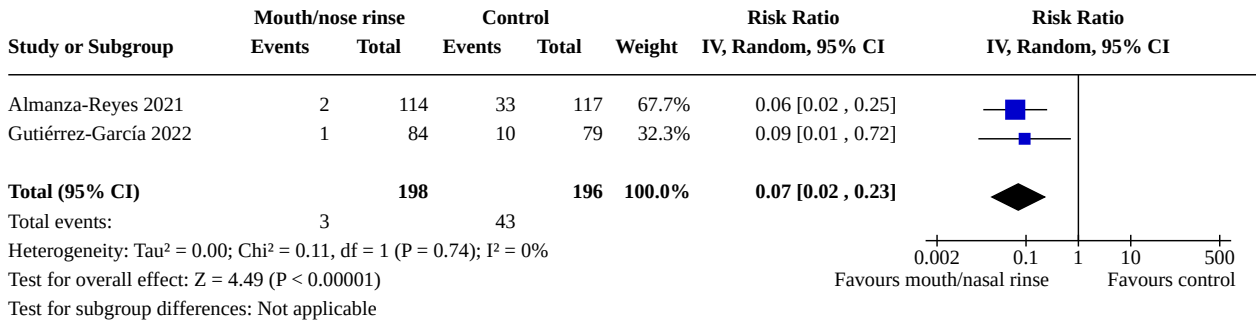 Mouth/nose rinse Control Risk Ratio Risk Ratio
Study or Subgroup Events Total Events Total Weight IV, Random, 95% CI IV, Random, 95% CI
Almanza-Reyes 2021 2 114 33 117 67.7% 0.06 [0.02 , 0.25]
Gutiérrez-García 2022 1 84 10 79 32.3% 0.09 [0.01 , 0.72]
Total (95% CI) 198 196 100.0% 0.07 [0.02 , 0.23]
Total events: 3 43
Heterogeneity: Tau² = 0.00; Chi² = 0.11, df = 1 (P = 0.74); I² = 0%
0.002 0.1 1 10 500
Test for overall effect: Z = 4.49 (P < 0.00001)
Favours mouth/nasal rinse Favours control
Test for subgroup differences: Not applicable